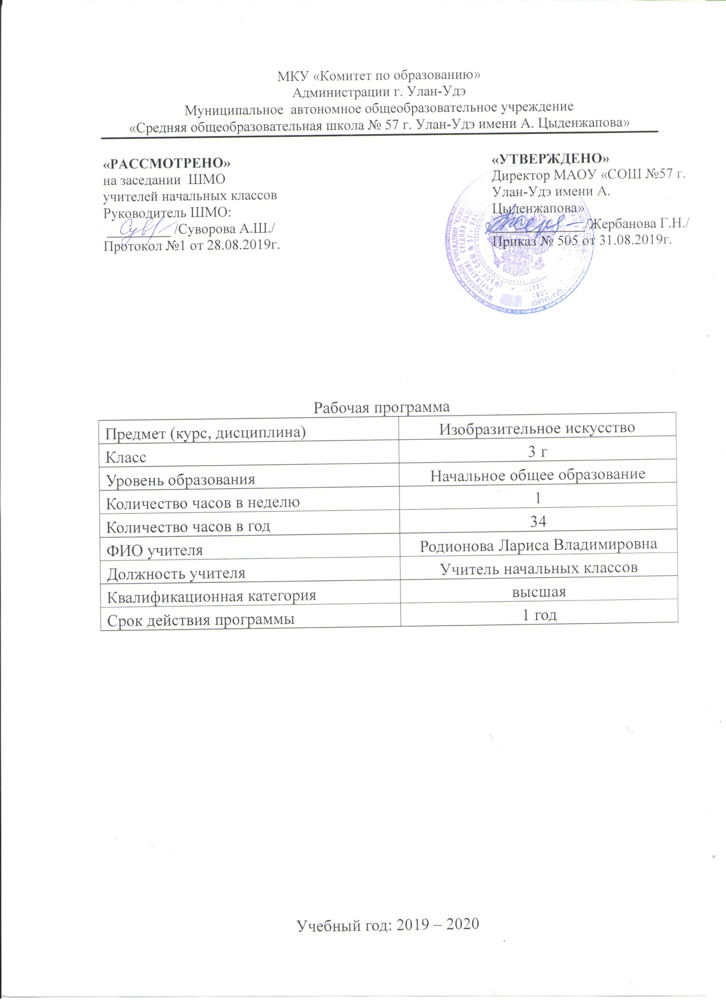 МКУ «Комитет по образованию»
Администрации г. Улан-Удэ
Муниципальное автономное общеобразовательное учреждение
«Средняя общеобразовательная школа № 57 г. Улан-Удэ имени А. Цыденжапова»
«РАССМОТРЕНО»
на заседании ШМО
учителей начальных классов
Руководитель ШМО:
/Суворова А.Ш./
Протокол №1 от 28.08.2019г.
«УТВЕРЖДЕНО»
Директор МАОУ «СОШ №57 г.
Улан-Удэ имени А.
Цыденжапова»
/Жербанова Г.Н./
Приказ № 505 от 31.08.2019г.
Рабочая программа
Предмет (курс, дисциплина) Изобразительное искусство
Класс 3 г
Уровень образования Начальное общее образование
Количество часов в неделю 1
Количество часов в год 34
ФИО учителя Родионова Лариса Владимировна
Должность учителя Учитель начальных классов
Квалификационная категория высшая
Срок действия программы 1 год
Учебный год: 2019 – 2020